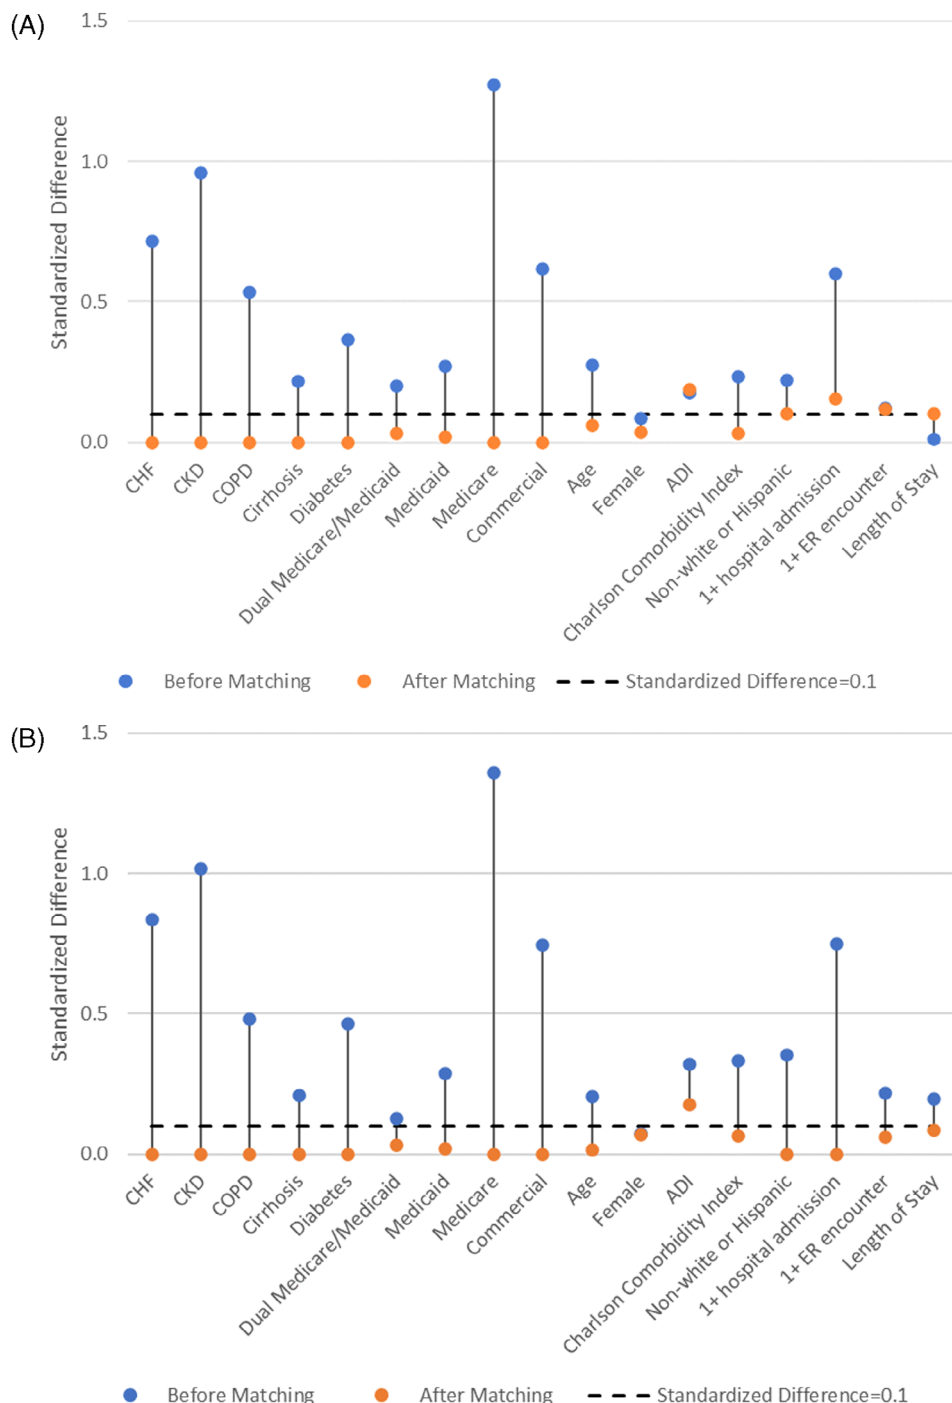 (A)
1.5
1.0
0.5
0.0
Standardized Difference
CHF
CKD
COPD
Cirrhosis
Diabetes
Dual Medicare/Medicaid
Medicaid
Medicare
Commercial
Age
Female
ADI
Charlson Comorbidity Index
Non-white or Hispanic
1+ hospital admission
1+ ER encounter
Length of Stay
Before Matching After Matching Standardized Difference=0.1
(B)
1.5
1.0
0.5
0.0
Standardized Difference
CHF
CKD
COPD
Cirrhosis
Diabetes
Dual Medicare/Medicaid
Medicaid
Medicare
Commercial
Age
Female
ADI
Charlson Comorbidity Index
Non-white or Hispanic
1+ hospital admission
1+ ER encounter
Length of Stay
Before Matching After Matching Standardized Difference=0.1